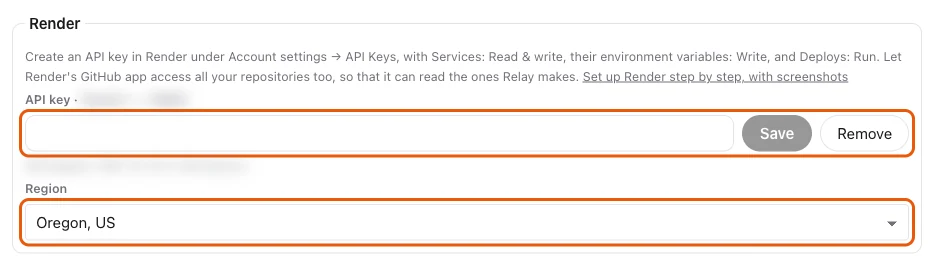 Render
Create an API key in Render under Account settings → API Keys, with Services: Read & write, their environment variables: Write, and Deploys: Run. Let
Render's GitHub app access all your repositories too, so that it can read the ones Relay makes. Set up Render step by step, with screenshots
API key ·
Save Remove
Region
Oregon, US